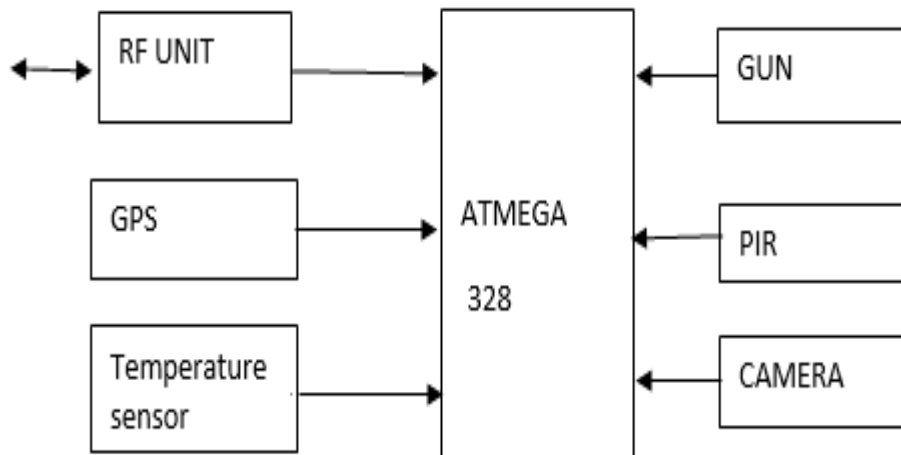 RF UNIT
GPS
Temperature
sensor
ATMEGA
328
GUN
PIR
CAMERA